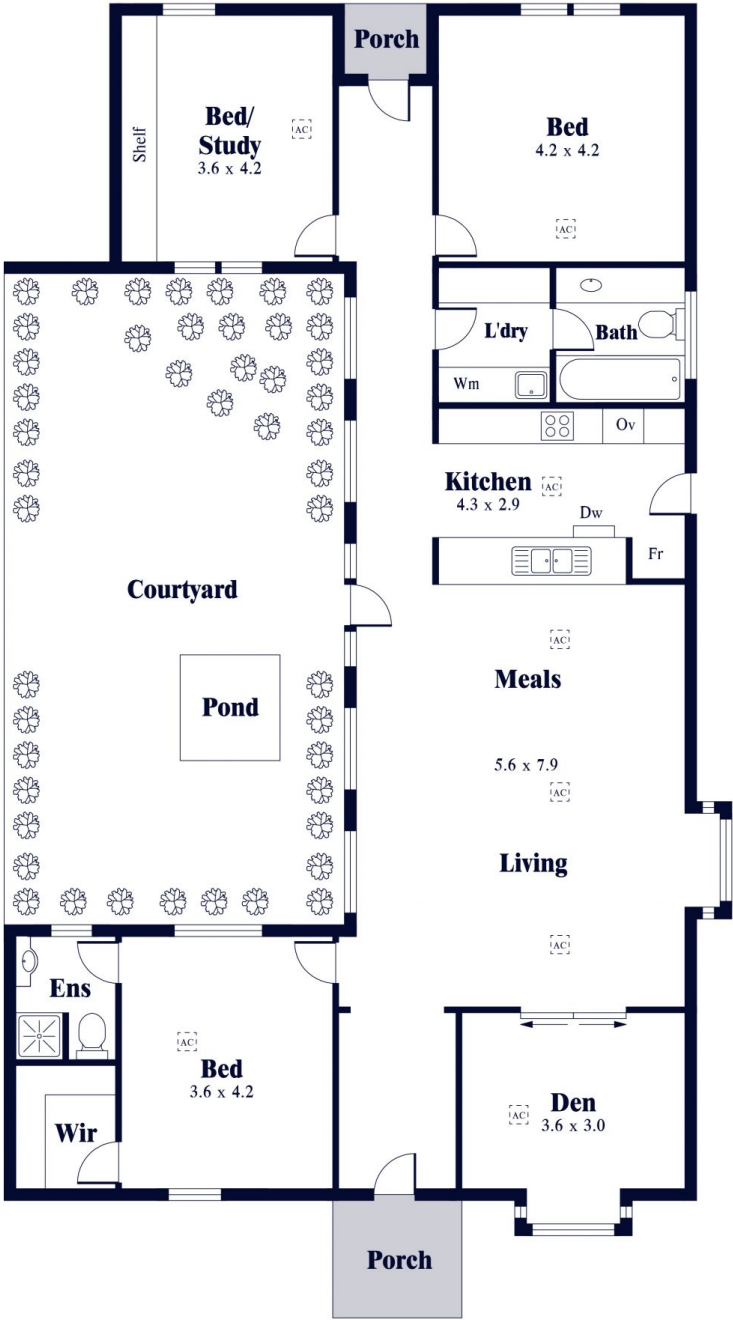 Porch
Bed/
Study
3.6 x 4.2
AC
Shelf
Bed
4.2 x 4.2
AC
L'dry
Wm
Bath
Ov
Kitchen
4.3 x 2.9
AC
Dw
Fr
Courtyard
Pond
AC
Meals
5.6 x 7.9
AC
Living
AC
Ens
AC
Bed
3.6 x 4.2
Wir
AC
Den
3.6 x 3.0
Porch